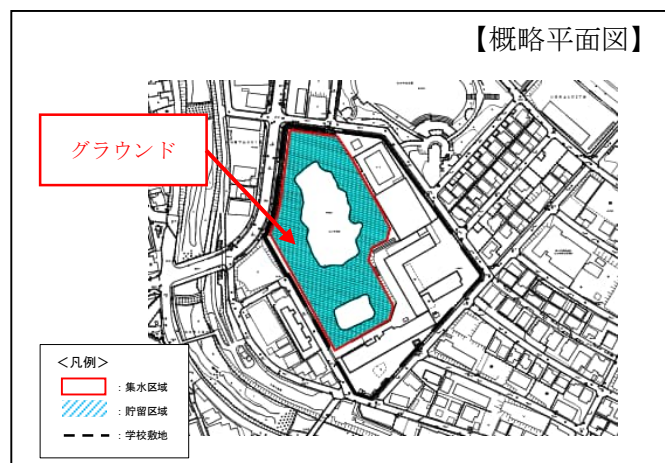 【概略平面図】
グラウンド
＜凡例＞
：集水区域
：貯留区域
：学校敷地